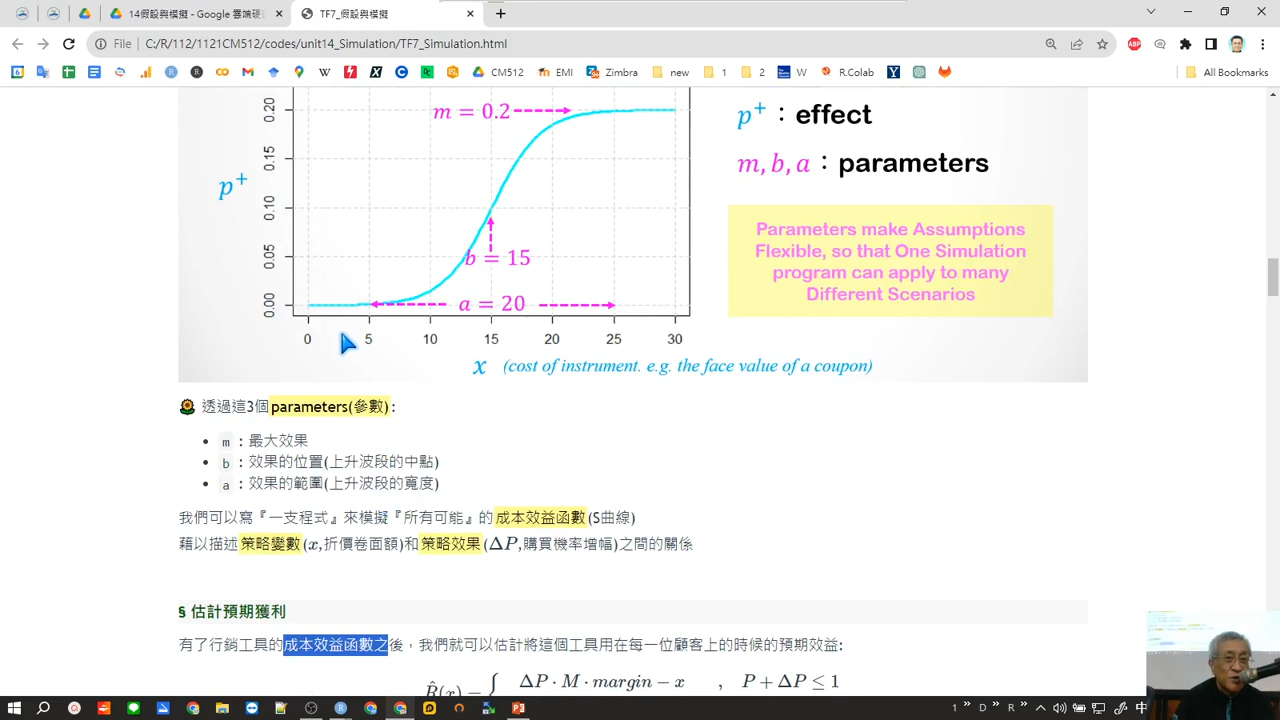 14假設與模擬 - Google 雲端硬
TF7_假設與模擬
File C:/R/112/1121CM512/codes/unit14_Simulation/TF7_Simulation.html
CM512 EMI Zimbra new 1 2 W R.Colab All Bookmarks
0.20
0.15
0.10
0.05
0.00
p⁺
m = 0.2
b = 15
a = 20
0 5 10 15 20 25 30
x (cost of instrument. e.g. the face value of a coupon)
p⁺ : effect
m, b, a : parameters
Parameters make Assumptions
Flexible, so that One Simulation
program can apply to many
Different Scenarios
🌻 透過這3個parameters(參數):
• m : 最大效果
• b : 效果的位置(上升波段的中點)
• a : 效果的範圍(上升波段的寬度)
我們可以寫『一支程式』來模擬『所有可能』的成本效益函數(S曲線)
藉以描述策略變數(x,折價卷面額)和策略效果(ΔP,購買機率增幅)之間的關係
§ 估計預期獲利
有了行銷工具的成本效益函數之後，我們就可以估計將這個工具用在每一位顧客上的時候的預期效益:
R̂(x) = { ΔP · M · margin − x , P + ΔP ≤ 1
1 » D » R » 中